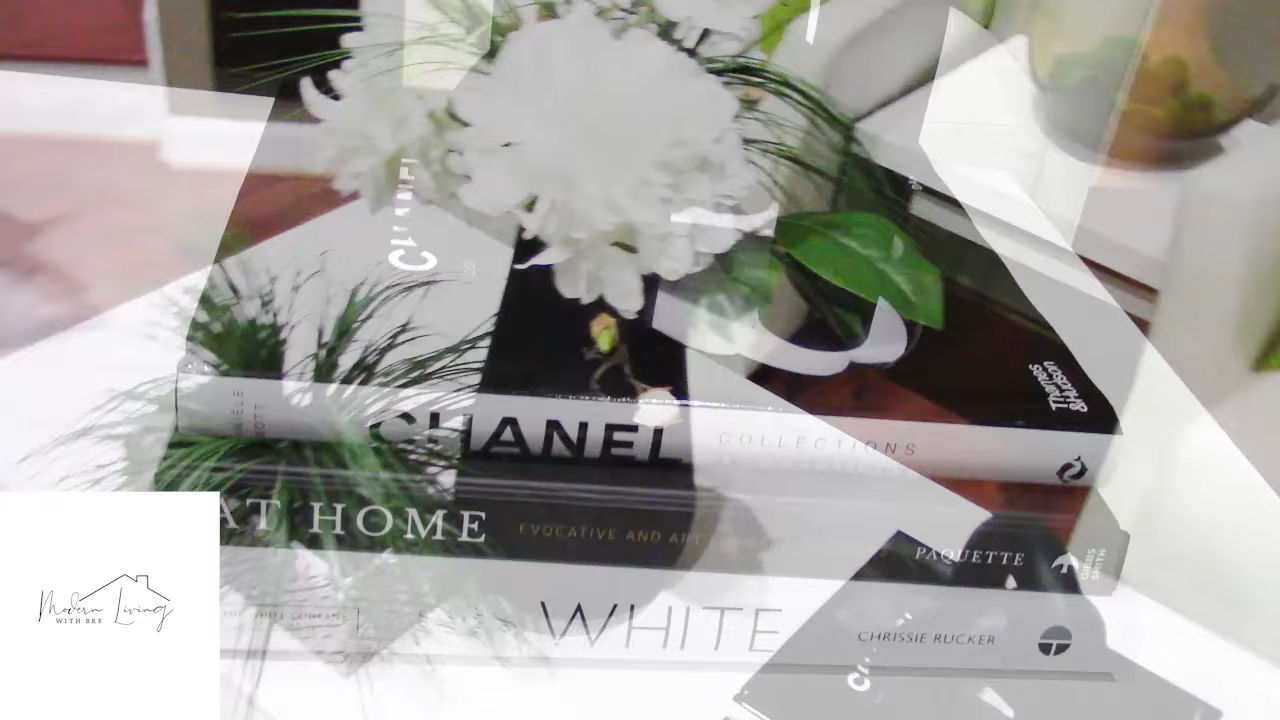 CHANEL COLLECTIONS
Thames
&Hudson
AT HOME EVOCATIVE AND
PAQUETTE
GIBBS
SMITH
WHITE CHRISSIE RUCKER
Modern Living
WITH BRE